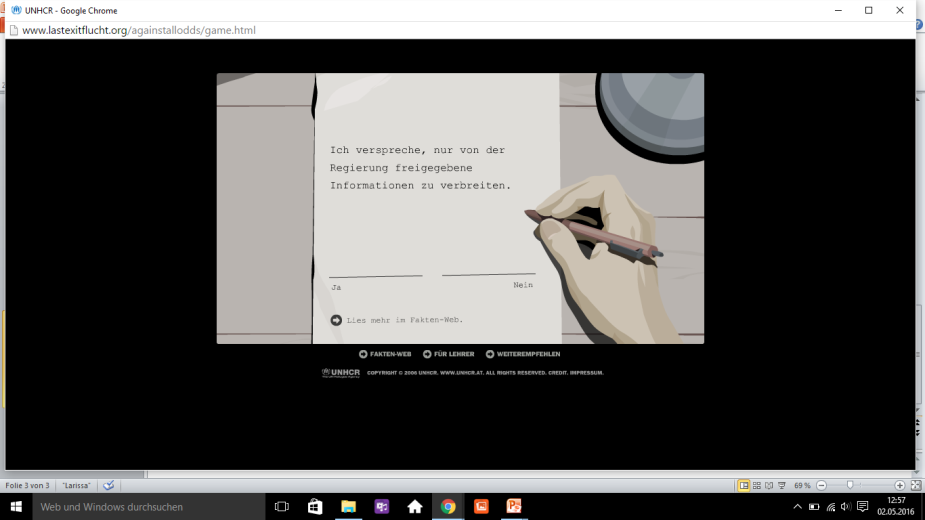 UNHCR - Google Chrome
www.lastexitflucht.org/againstallodds/game.html
Ich verspreche, nur von der
Regierung freigegebene
Informationen zu verbreiten.
Ja
Nein
Lies mehr im Fakten-Web.
FAKTEN-WEB
FÜR LEHRER
WEITEREMPFEHLEN
UNHCR
COPYRIGHT © 2006 UNHCR. WWW.UNHCR.AT. ALL RIGHTS RESERVED. CREDIT. IMPRESSUM.
Folie 3 von 3
"Larissa"
69 %
Web und Windows durchsuchen
12:57
02.05.2016